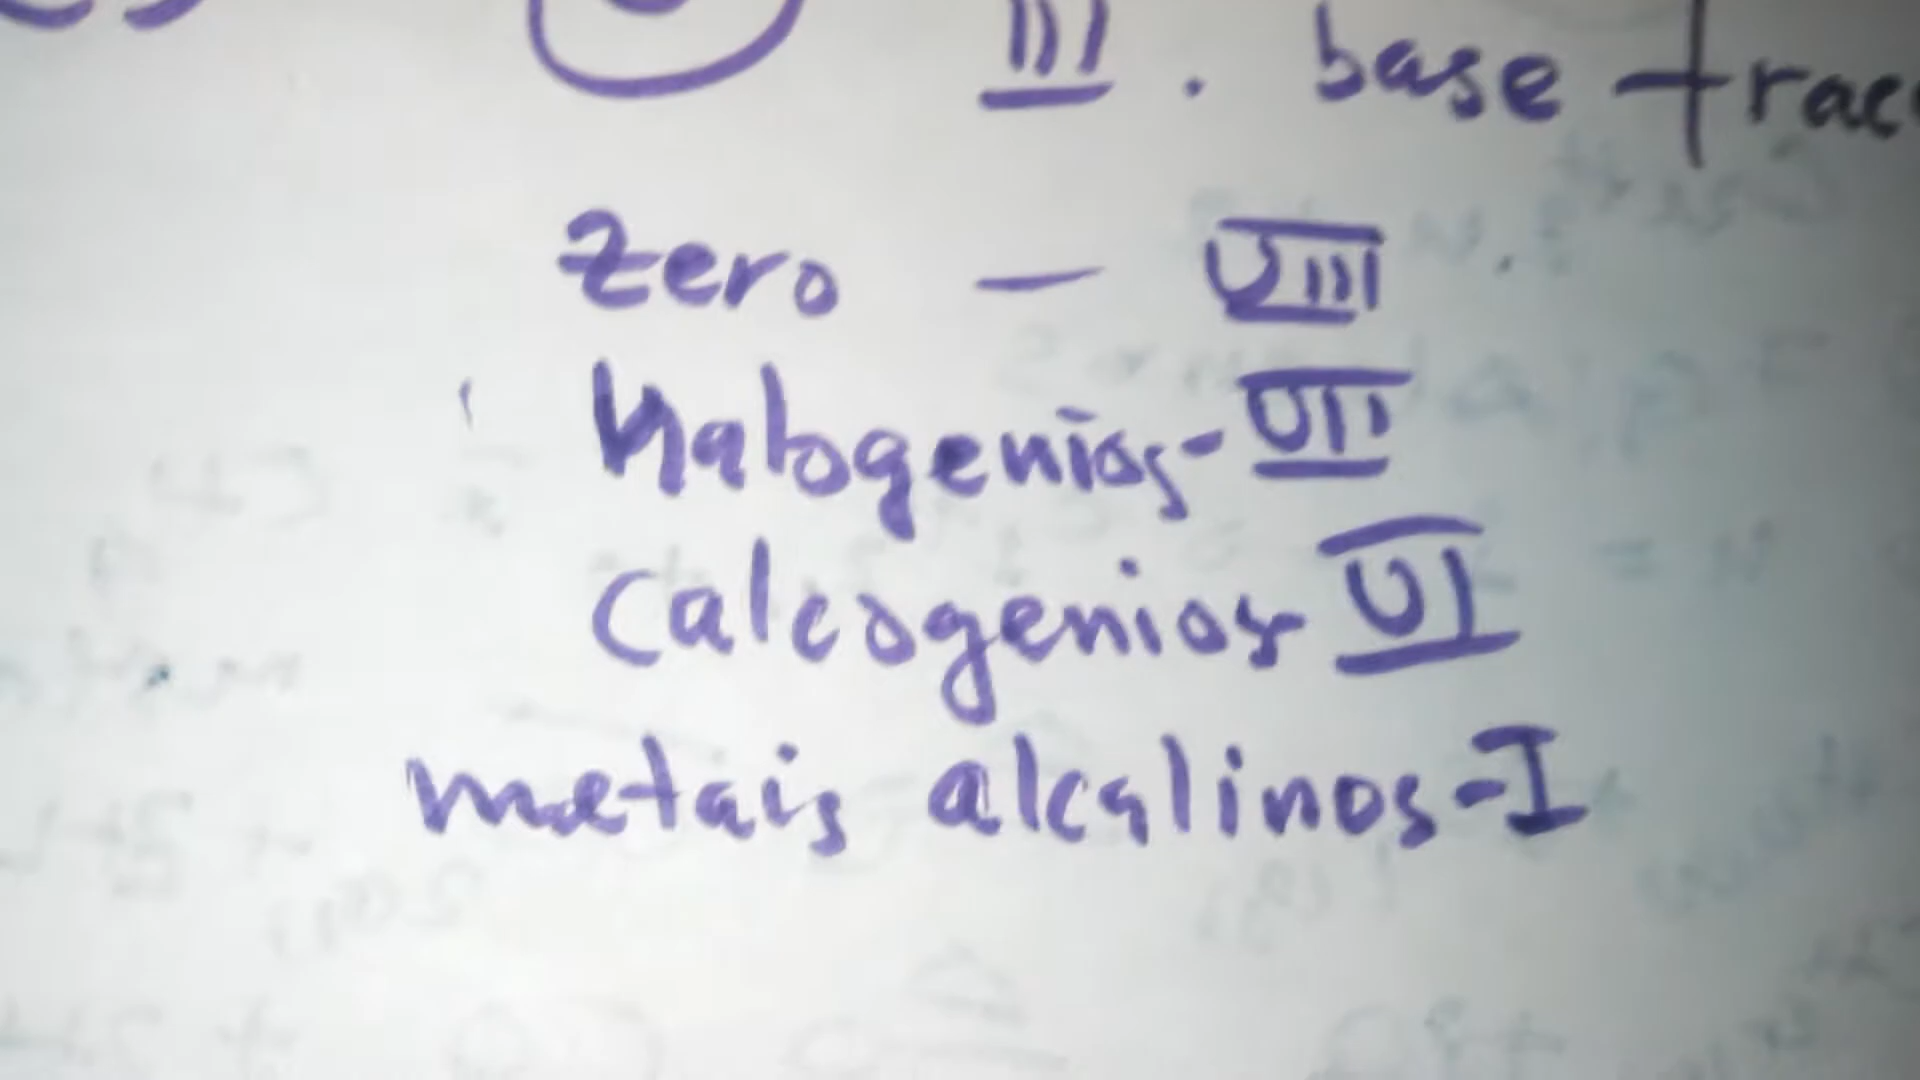 III. base trac
zero - VIII
halogenios-VII
calcogenios-VI
metais alcalinos-I